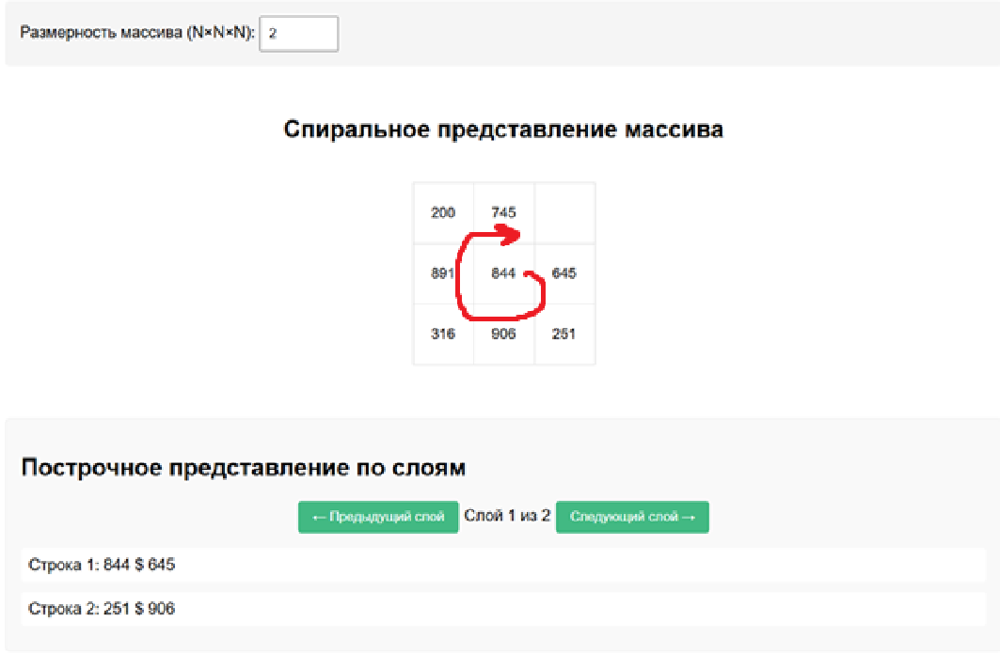 Размерность массива (N×N×N): 2
Спиральное представление массива
200 745
891 844 645
316 906 251
Построчное представление по слоям
← Предыдущий слой Слой 1 из 2 Следующий слой →
Строка 1: 844 $ 645
Строка 2: 251 $ 906